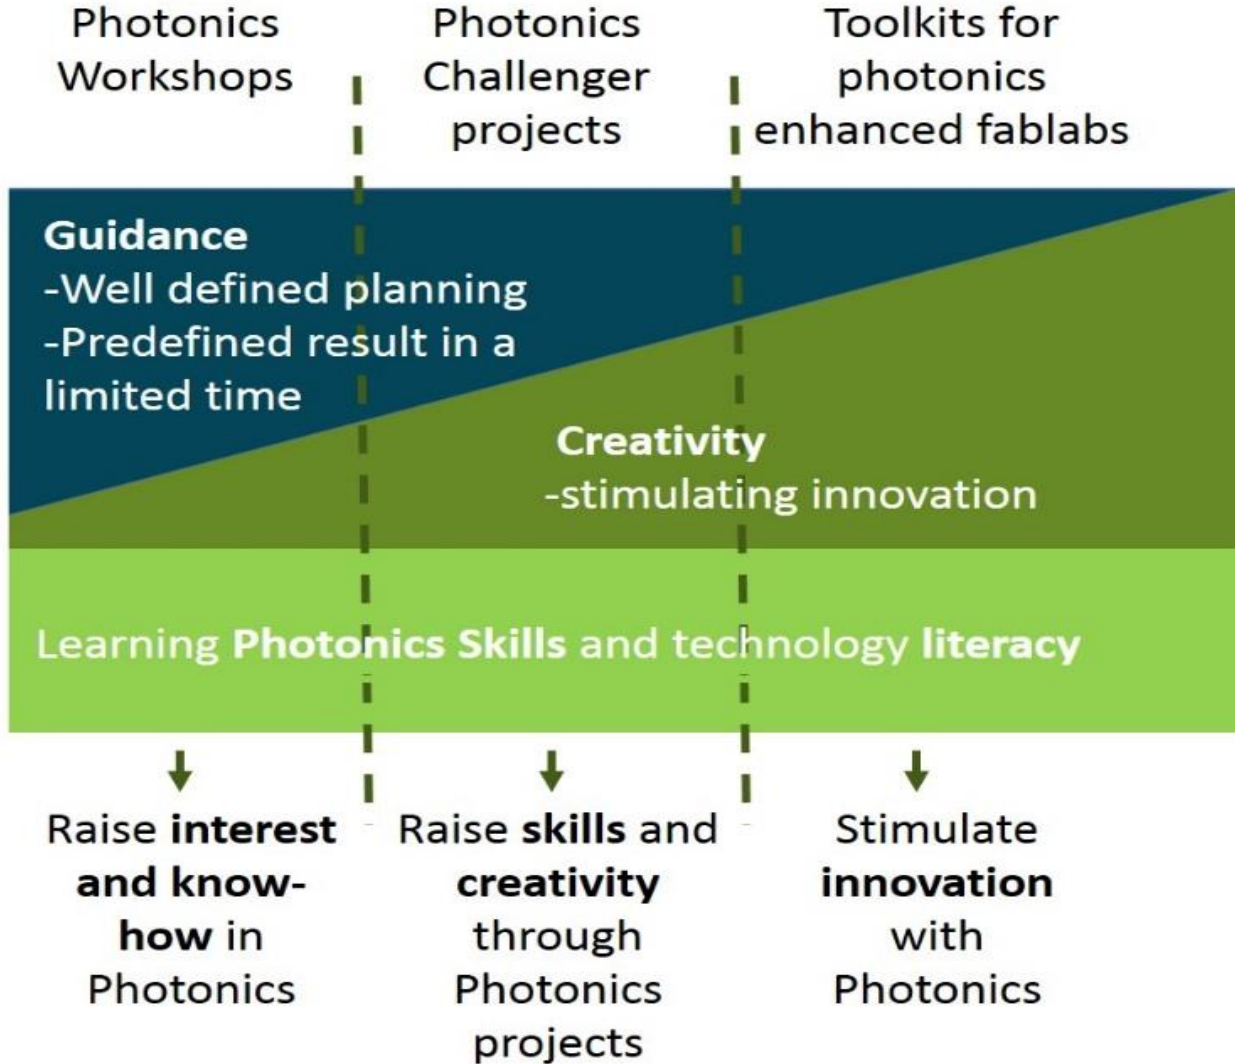 Photonics
Workshops
Photonics
Challenger
projects
Toolkits for
photonics
enhanced fablabs
Guidance
-Well defined planning
-Predefined result in a
limited time
Creativity
-stimulating innovation
Learning Photonics Skills and technology literacy
Raise interest
and know-
how in
Photonics
Raise skills and
creativity
through
Photonics
projects
Stimulate
innovation
with
Photonics